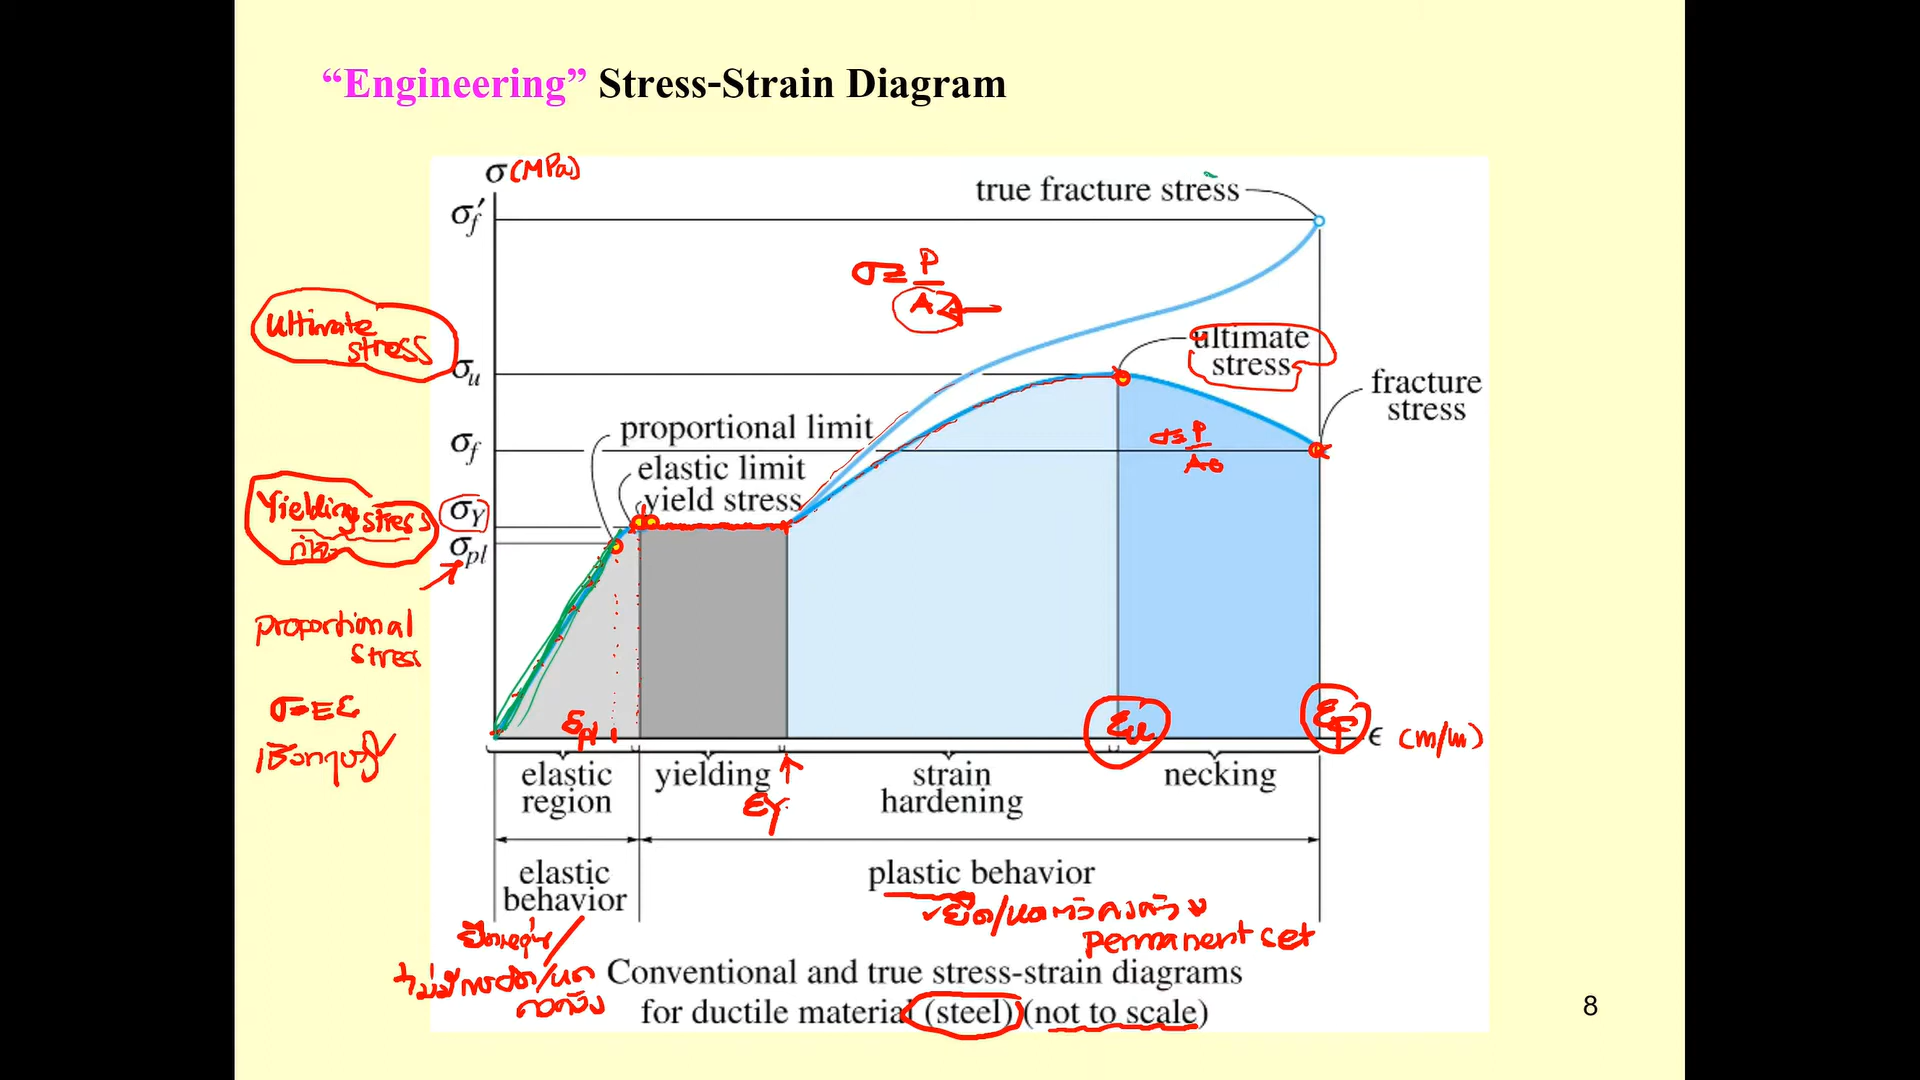 “Engineering” Stress-Strain Diagram
σ (MPa)
true fracture stress
σ′f
σ = P
A
Ultimate
stress
ultimate
stress
σu
fracture
stress
proportional limit
σ = P
A0
σf
elastic limit
yield stress
Yielding
stress
σY
σpl
proportional
stress
σ = Eε
εpl
εu
εf
ϵ (m/m)
elastic
region
yielding
εY
strain
hardening
necking
elastic
behavior
plastic behavior
permanent set
Conventional and true stress-strain diagrams
for ductile material (steel) (not to scale)
8